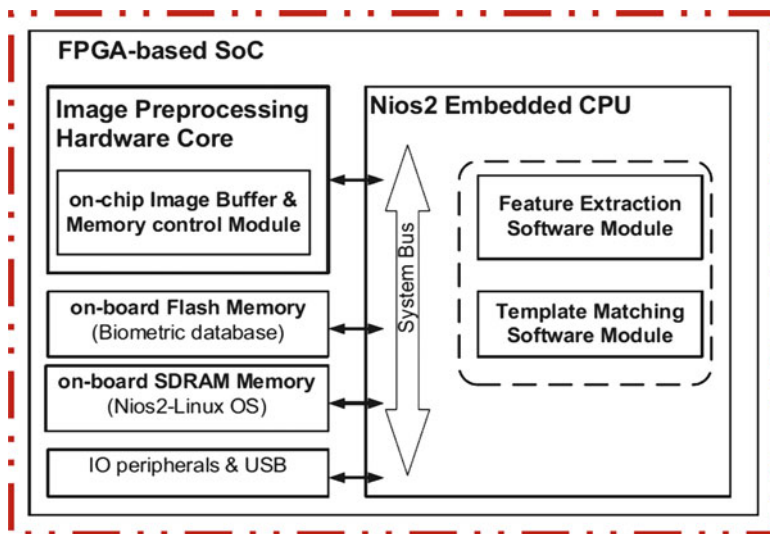 FPGA-based SoC
Image Preprocessing
Hardware Core
on-chip Image Buffer &
Memory control Module
on-board Flash Memory
(Biometric database)
on-board SDRAM Memory
(Nios2-Linux OS)
IO peripherals & USB
Nios2 Embedded CPU
System Bus
Feature Extraction
Software Module
Template Matching
Software Module